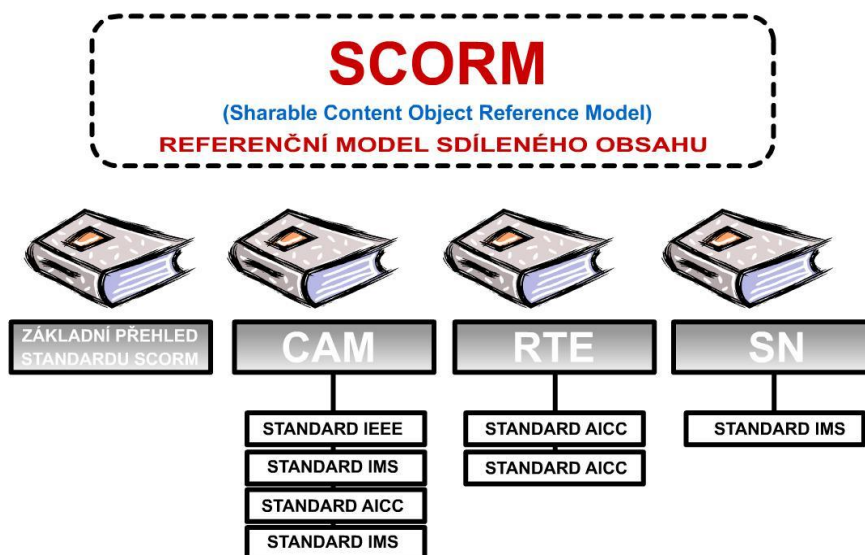 SCORM
(Sharable Content Object Reference Model)
REFERENČNÍ MODEL SDÍLENÉHO OBSAHU
ZÁKLADNÍ PŘEHLED
STANDARDU SCORM
CAM
STANDARD IEEE
STANDARD IMS
STANDARD AICC
STANDARD IMS
RTE
STANDARD AICC
STANDARD AICC
SN
STANDARD IMS